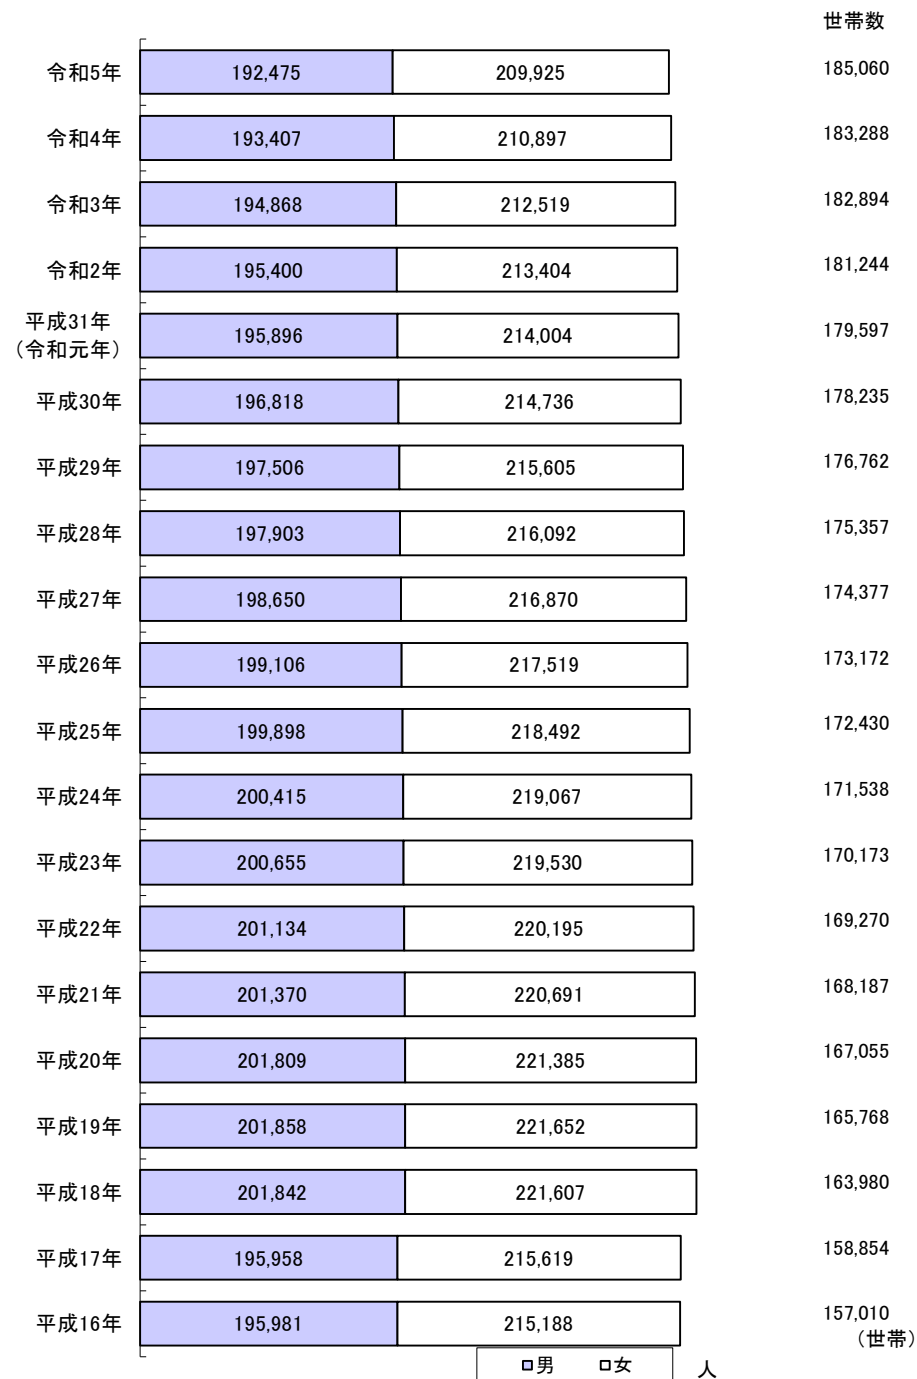 世帯数
令和5年 192,475 209,925 185,060
令和4年 193,407 210,897 183,288
令和3年 194,868 212,519 182,894
令和2年 195,400 213,404 181,244
平成31年
（令和元年） 195,896 214,004 179,597
平成30年 196,818 214,736 178,235
平成29年 197,506 215,605 176,762
平成28年 197,903 216,092 175,357
平成27年 198,650 216,870 174,377
平成26年 199,106 217,519 173,172
平成25年 199,898 218,492 172,430
平成24年 200,415 219,067 171,538
平成23年 200,655 219,530 170,173
平成22年 201,134 220,195 169,270
平成21年 201,370 220,691 168,187
平成20年 201,809 221,385 167,055
平成19年 201,858 221,652 165,768
平成18年 201,842 221,607 163,980
平成17年 195,958 215,619 158,854
平成16年 195,981 215,188 157,010
（世帯）
男 女 人